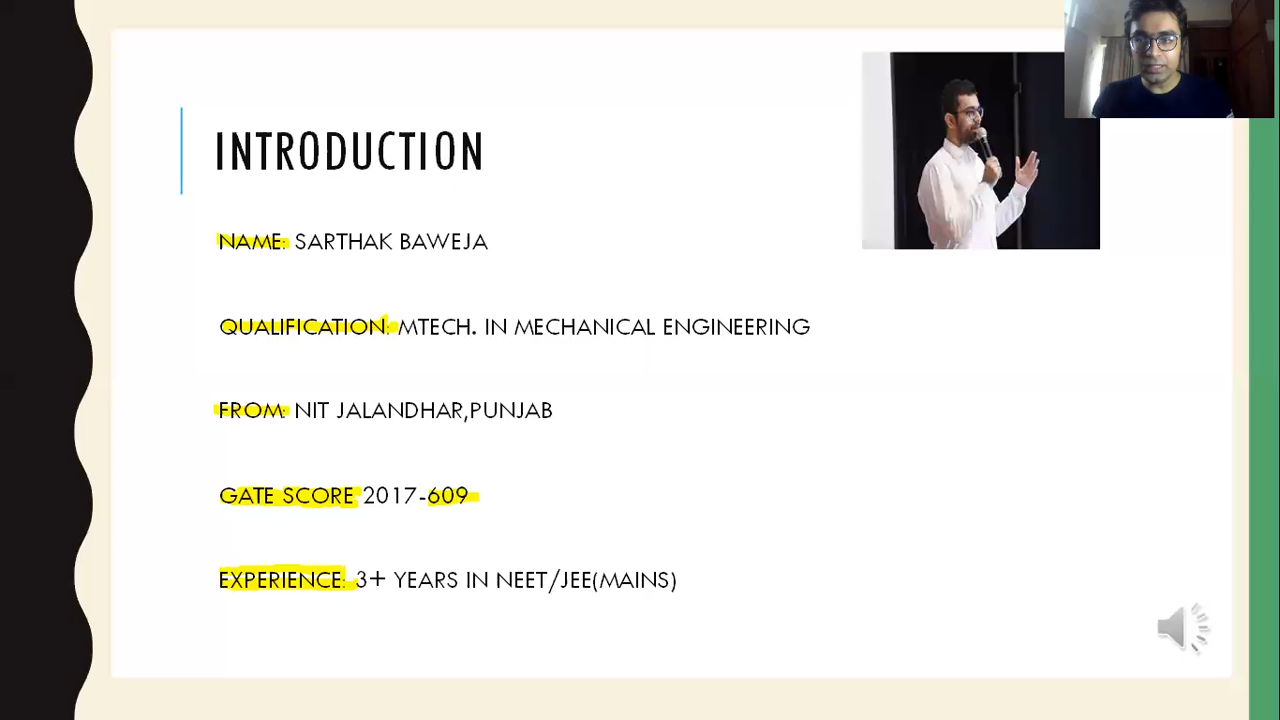 INTRODUCTION
NAME: SARTHAK BAWEJA
QUALIFICATION: MTECH. IN MECHANICAL ENGINEERING
FROM: NIT JALANDHAR,PUNJAB
GATE SCORE 2017-609
EXPERIENCE: 3+ YEARS IN NEET/JEE(MAINS)